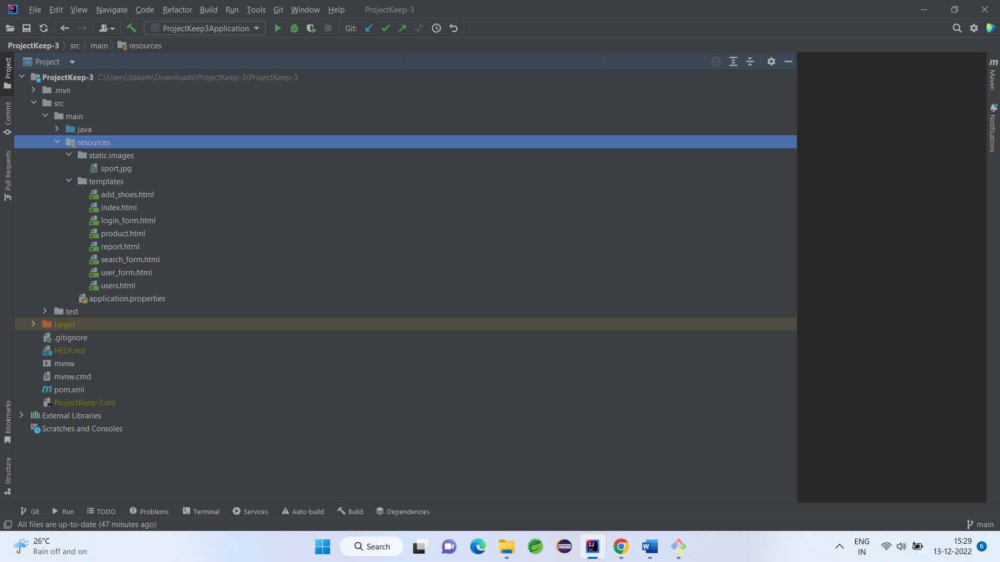 File Edit View Navigate Code Refactor Build Run Tools Git Window Help ProjectKeep-3
ProjectKeep3Application Git:
ProjectKeep-3 src main resources
Project
ProjectKeep-3 C:\Users\dakam\Downloads\ProjectKeep-3\ProjectKeep-3
.mvn
src
main
java
resources
static.images
sport.jpg
templates
add_shoes.html
index.html
login_form.html
product.html
report.html
search_form.html
user_form.html
users.html
application.properties
test
target
.gitignore
HELP.md
mvnw
mvnw.cmd
pom.xml
ProjectKeep-3.iml
External Libraries
Scratches and Consoles
Project
Commit
Pull Requests
Bookmarks
Structure
Maven
Notifications
Git Run TODO Problems Terminal Services Auto-build Build Dependencies
All files are up-to-date (47 minutes ago) main
26°C
Rain off and on
Search
ENG
IN
15:29
13-12-2022
6